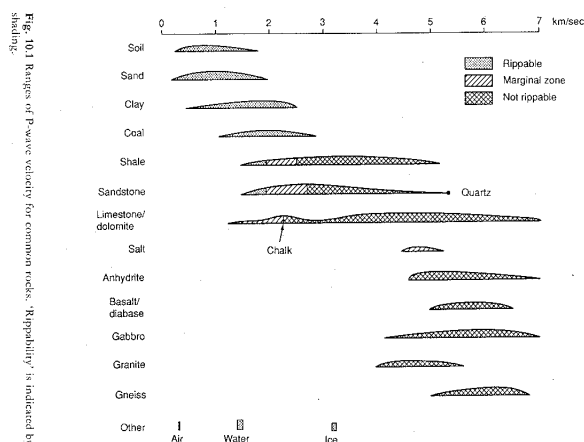 0 1 2 3 4 5 6 7 km/sec
Soil
Sand
Clay
Coal
Shale
Sandstone
Limestone/
dolomite
Salt
Anhydrite
Basalt/
diabase
Gabbro
Granite
Gneiss
Other
Rippable
Marginal zone
Not rippable
Quartz
Chalk
Air Water Ice
Fig. 10.1 Ranges of P-wave velocity for common rocks. 'Rippability' is indicated by
shading.